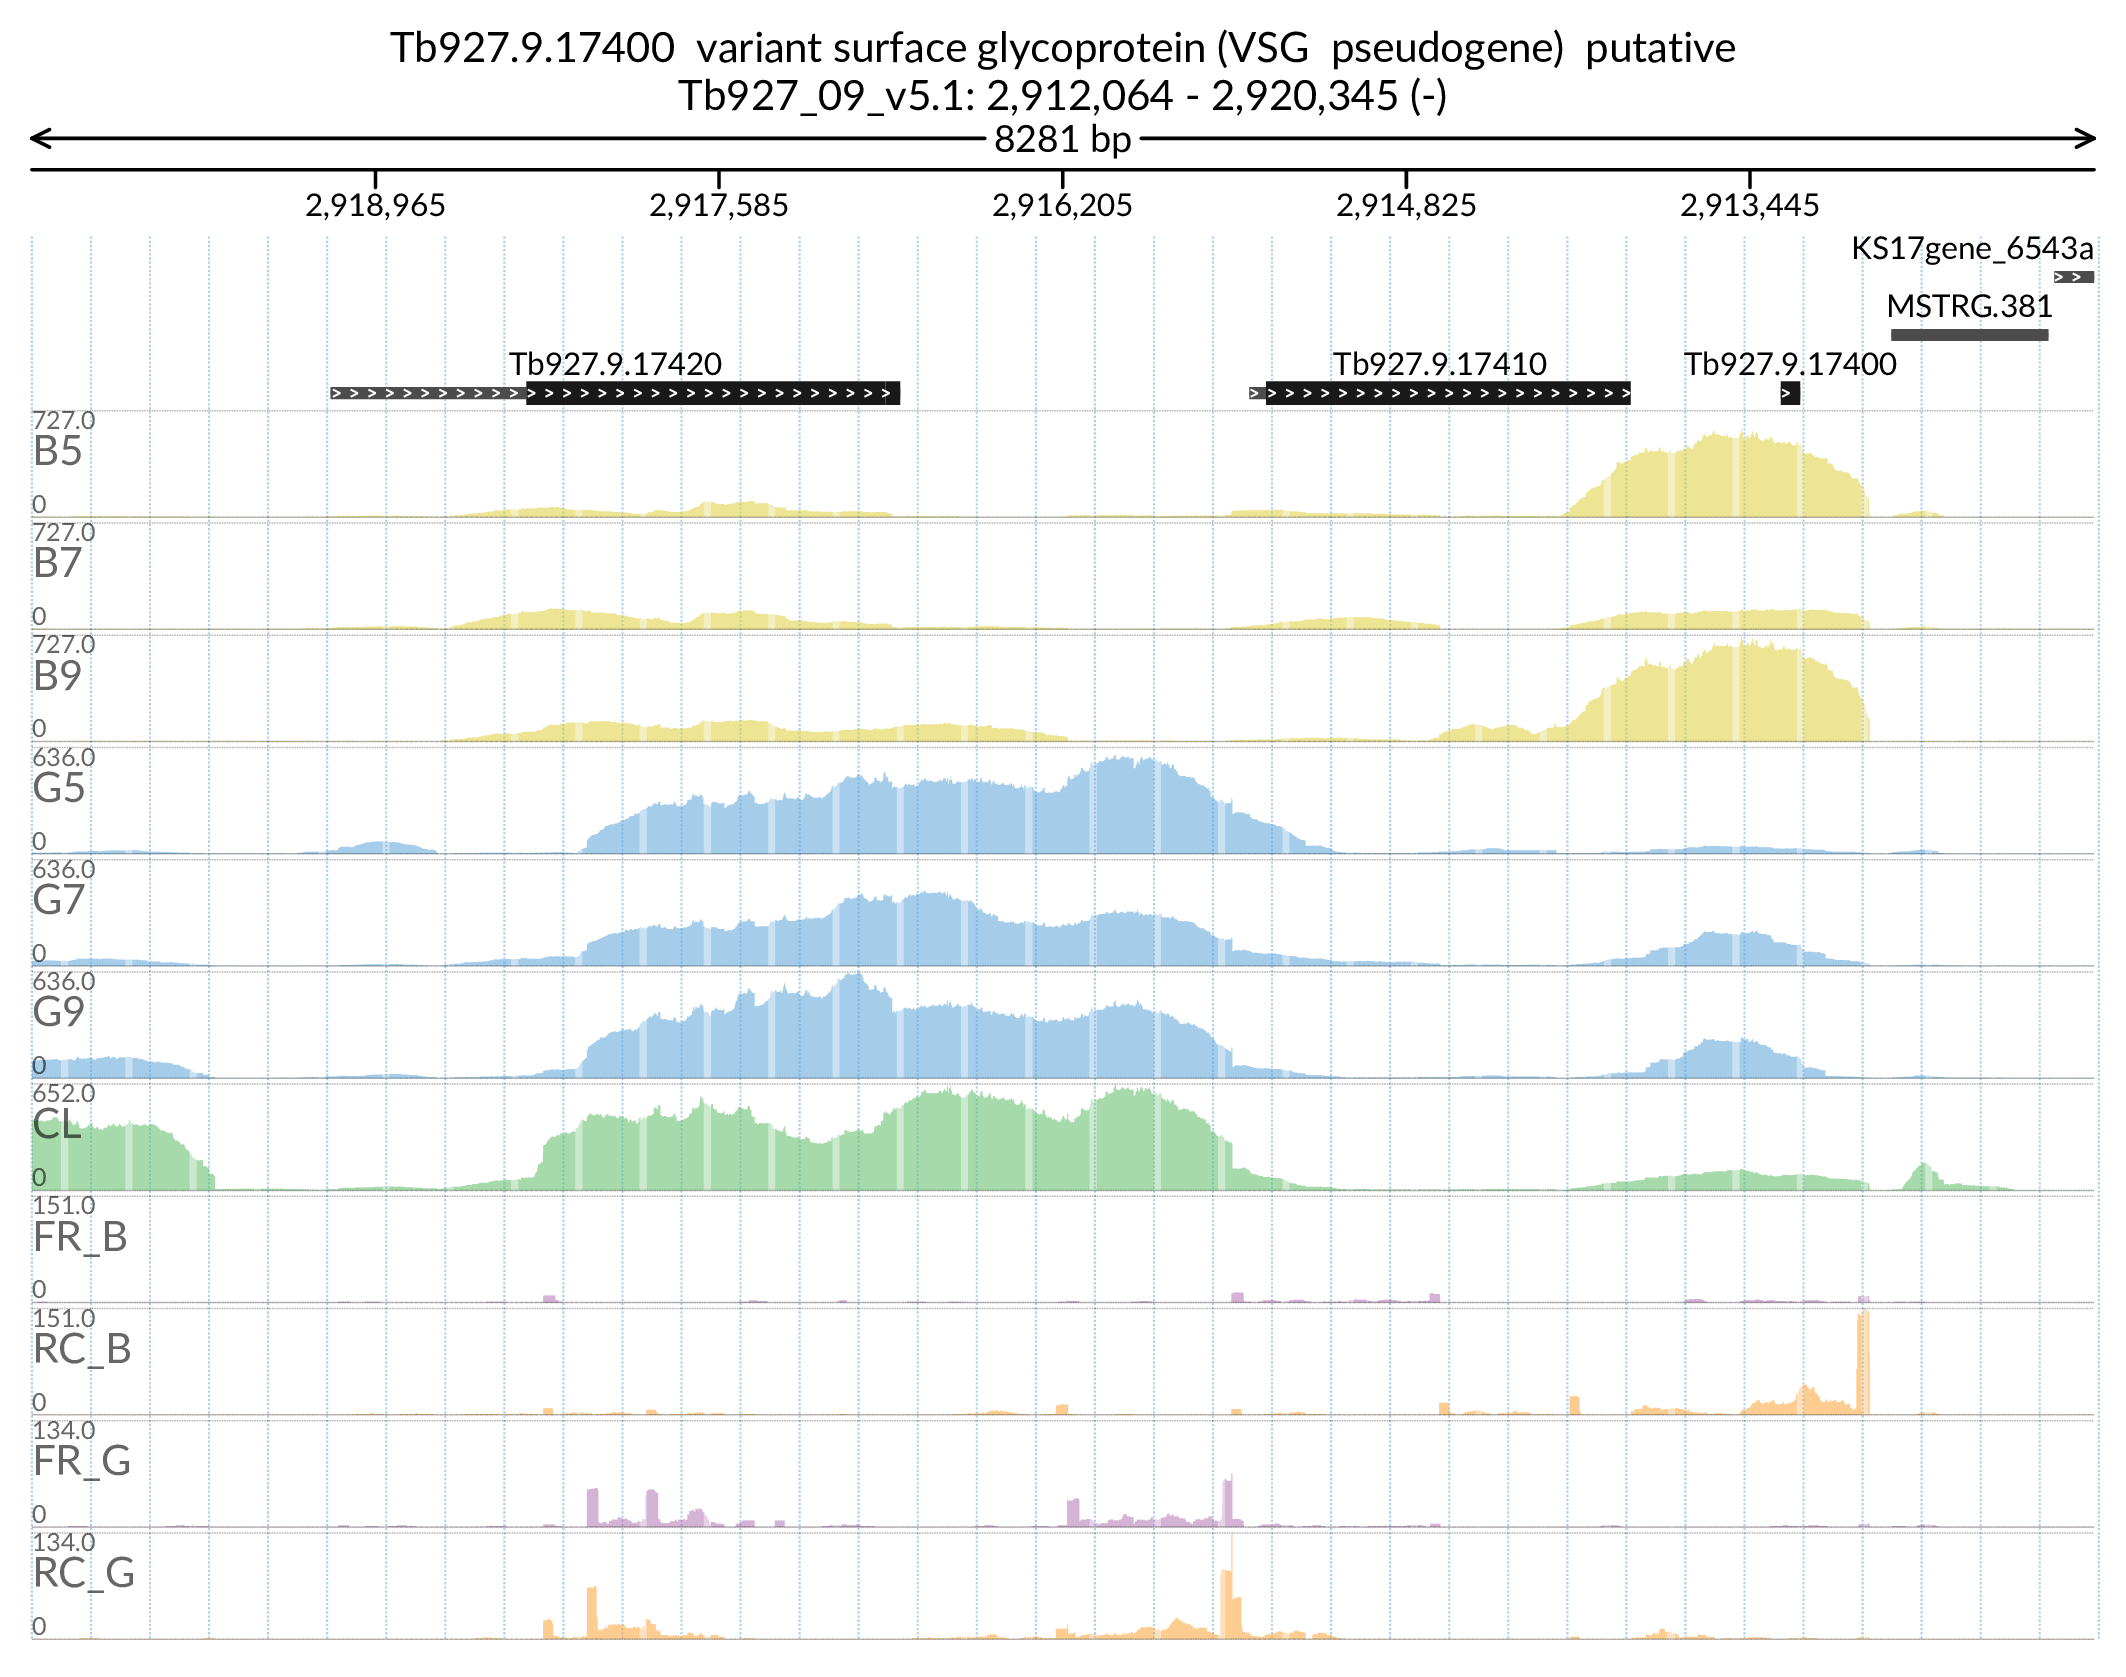 Tb927.9.17400  variant surface glycoprotein (VSG  pseudogene)  putative
Tb927_09_v5.1: 2,912,064 - 2,920,345 (-)
8281 bp
2,918,965 2,917,585 2,916,205 2,914,825 2,913,445
KS17gene_6543a
MSTRG.381
Tb927.9.17420 Tb927.9.17410 Tb927.9.17400
727.0
B5
0
727.0
B7
0
727.0
B9
0
636.0
G5
0
636.0
G7
0
636.0
G9
0
652.0
CL
0
151.0
FR_B
0
151.0
RC_B
0
134.0
FR_G
0
134.0
RC_G
0